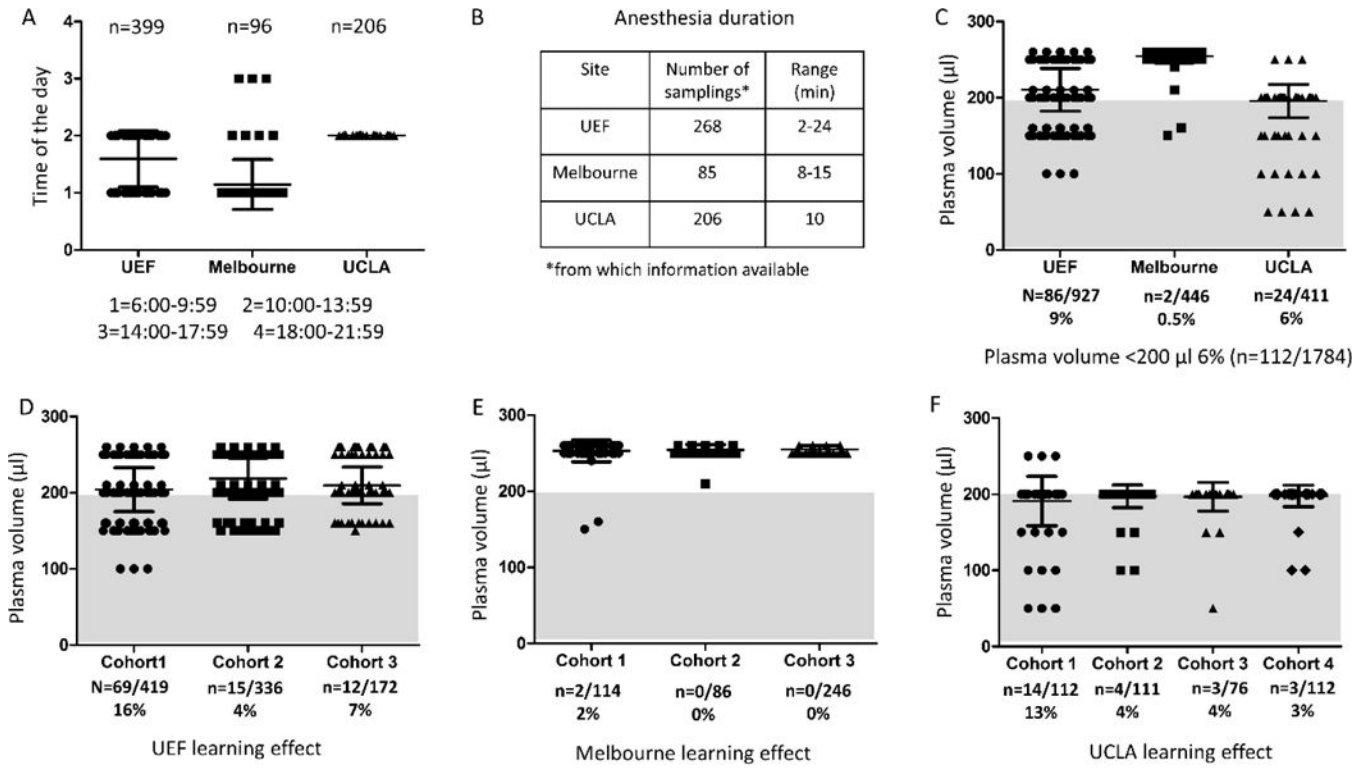 A
n=399 n=96 n=206
Time of the day
4
3
2
1
0
UEF Melbourne UCLA
1=6:00-9:59 2=10:00-13:59
3=14:00-17:59 4=18:00-21:59
B
Anesthesia duration
Site Number of samplings* Range (min)
UEF 268 2-24
Melbourne 85 8-15
UCLA 206 10
*from which information available
C
Plasma volume (µl)
300
200
100
0
UEF Melbourne UCLA
N=86/927 n=2/446 n=24/411
9% 0.5% 6%
Plasma volume <200 µl 6% (n=112/1784)
D
Plasma volume (µl)
300
200
100
0
Cohort1 Cohort 2 Cohort 3
N=69/419 n=15/336 n=12/172
16% 4% 7%
UEF learning effect
E
Plasma volume (µl)
300
200
100
0
Cohort 1 Cohort 2 Cohort 3
n=2/114 n=0/86 n=0/246
2% 0% 0%
Melbourne learning effect
F
Plasma volume (µl)
300
200
100
0
Cohort 1 Cohort 2 Cohort 3 Cohort 4
n=14/112 n=4/111 n=3/76 n=3/112
13% 4% 4% 3%
UCLA learning effect